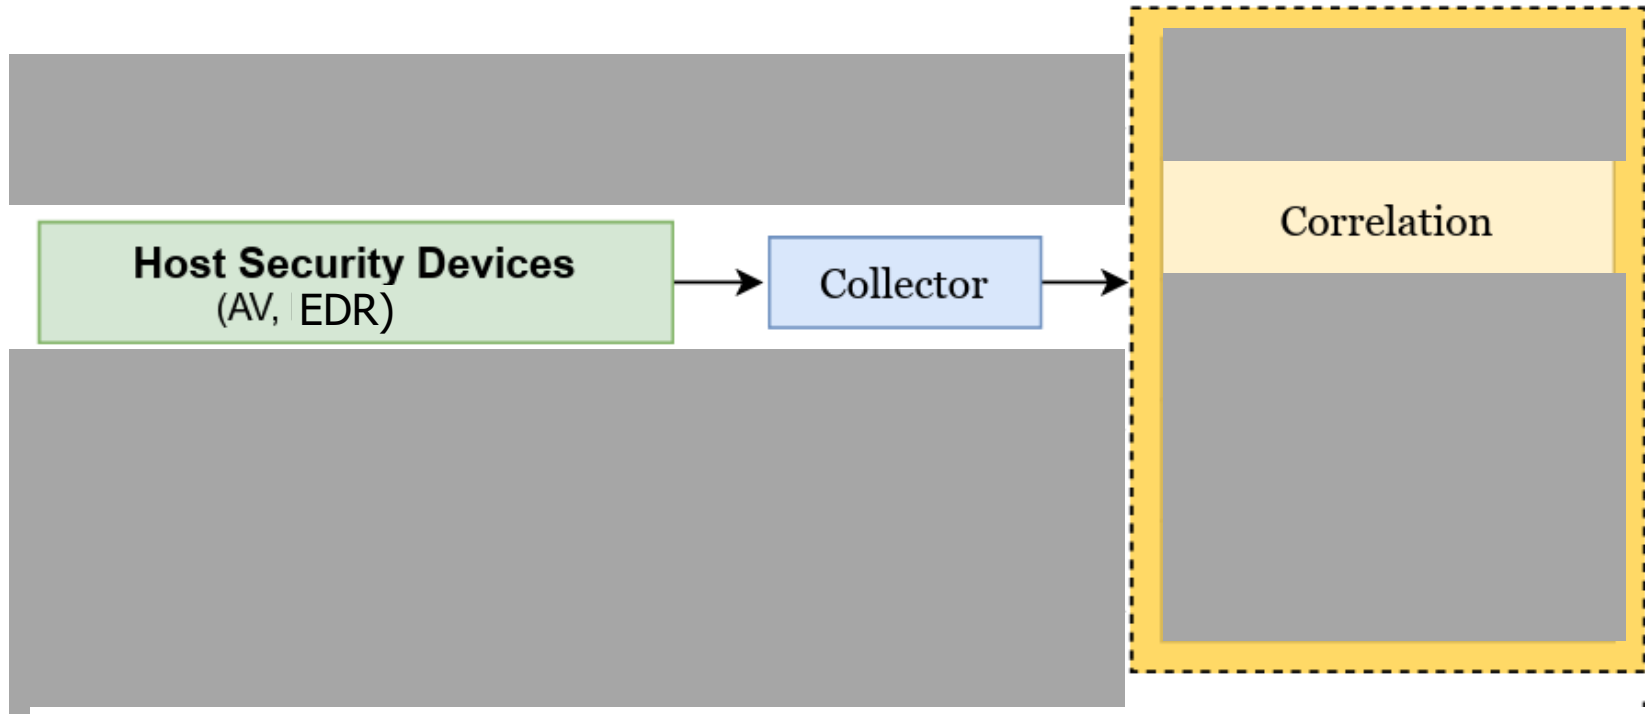 Host Security Devices
(AV, EDR)
Collector
Correlation